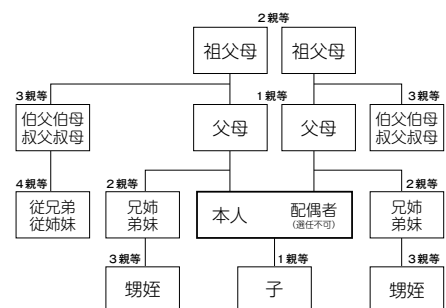 2親等
祖父母 祖父母
3親等 1親等 3親等
伯父伯母 父母 父母 伯父伯母
叔父叔母 叔父叔母
4親等 2親等 2親等
従兄弟 兄姉 本人 配偶者 兄姉
従姉妹 弟妹 (選任不可) 弟妹
3親等 1親等 3親等
甥姪 子 甥姪